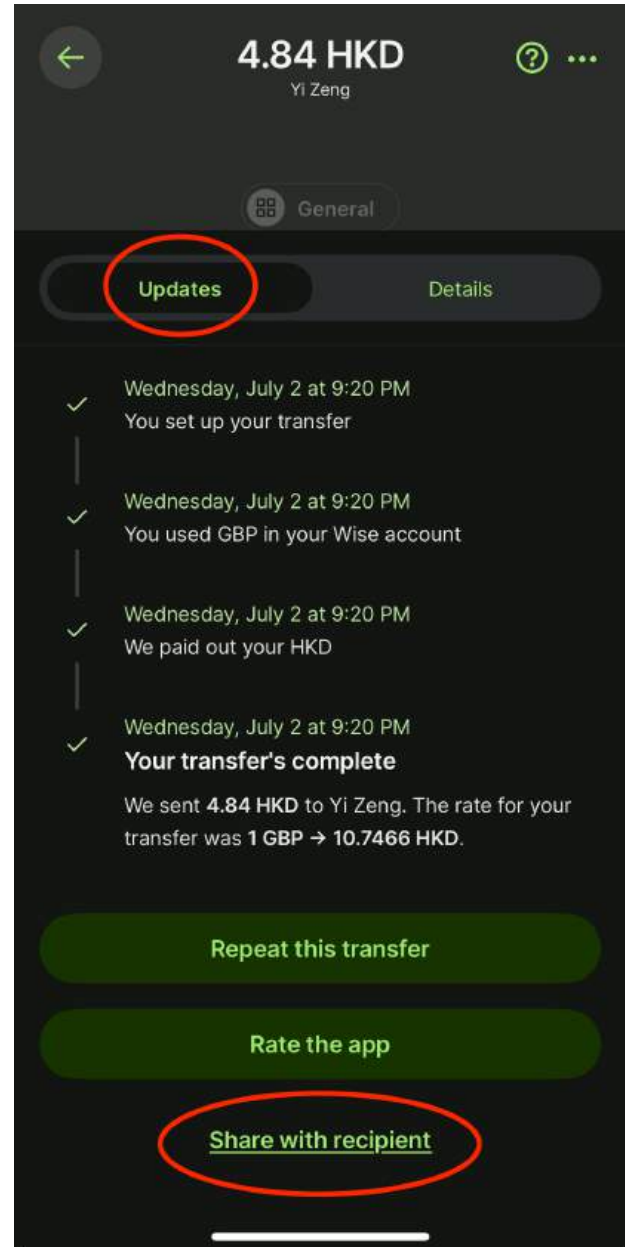 4.84 HKD
Yi Zeng
General
Updates
Details
Wednesday, July 2 at 9:20 PM
You set up your transfer
Wednesday, July 2 at 9:20 PM
You used GBP in your Wise account
Wednesday, July 2 at 9:20 PM
We paid out your HKD
Wednesday, July 2 at 9:20 PM
Your transfer's complete
We sent 4.84 HKD to Yi Zeng. The rate for your
transfer was 1 GBP → 10.7466 HKD.
Repeat this transfer
Rate the app
Share with recipient